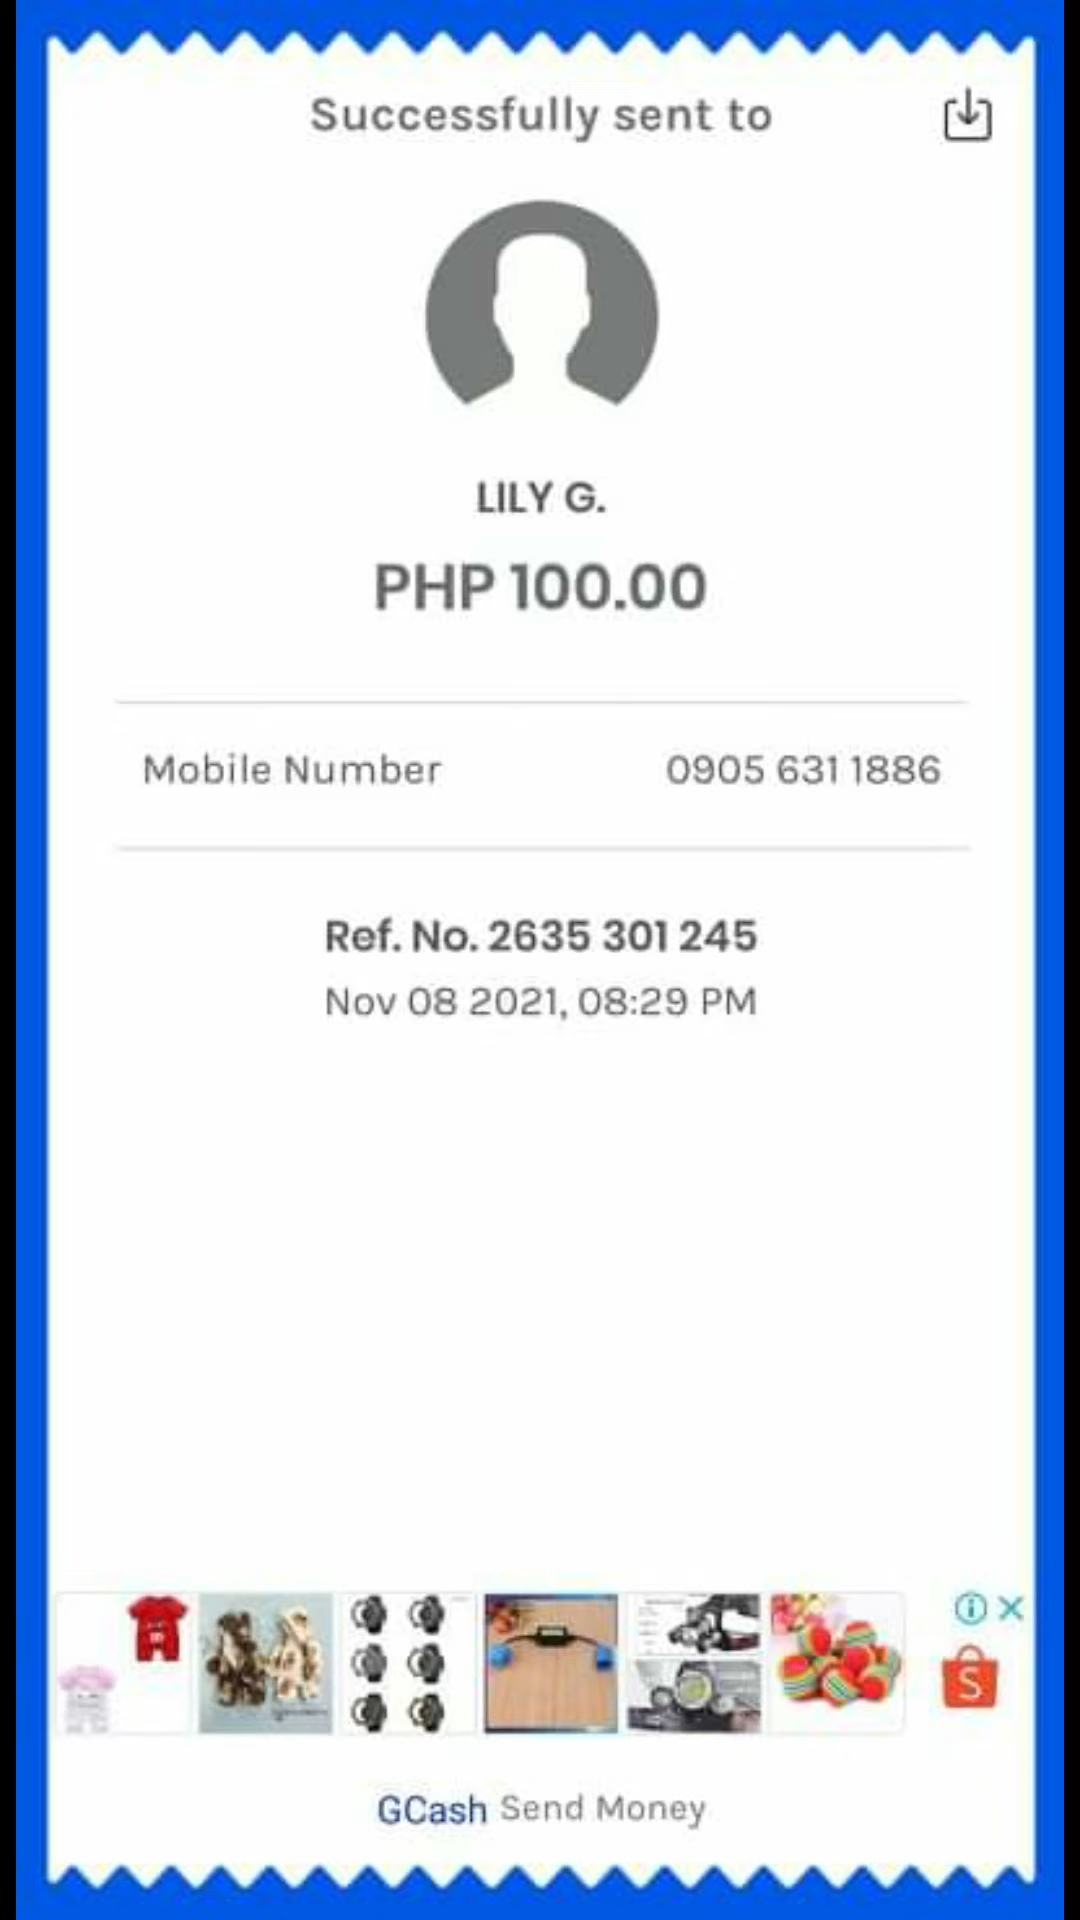 Successfully sent to
LILY G.
PHP 100.00
Mobile Number 0905 631 1886
Ref. No. 2635 301 245
Nov 08 2021, 08:29 PM
S
GCash Send Money